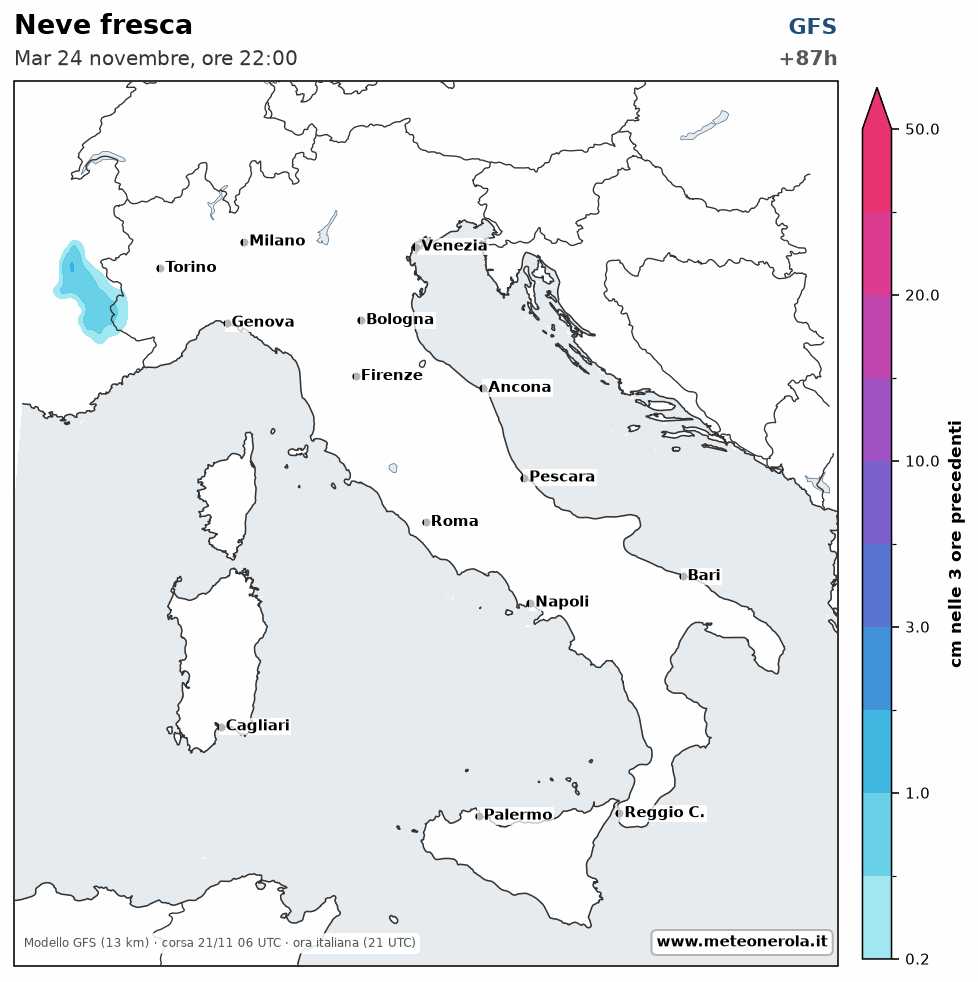 Neve fresca
GFS
Mar 24 novembre, ore 22:00
+87h
50.0
20.0
10.0
3.0
1.0
0.2
cm nelle 3 ore precedenti
Milano
Venezia
Torino
Bologna
Genova
Firenze
Ancona
Pescara
Roma
Bari
Napoli
Cagliari
Palermo
Reggio C.
Modello GFS (13 km) · corsa 21/11 06 UTC · ora italiana (21 UTC)
www.meteonerola.it